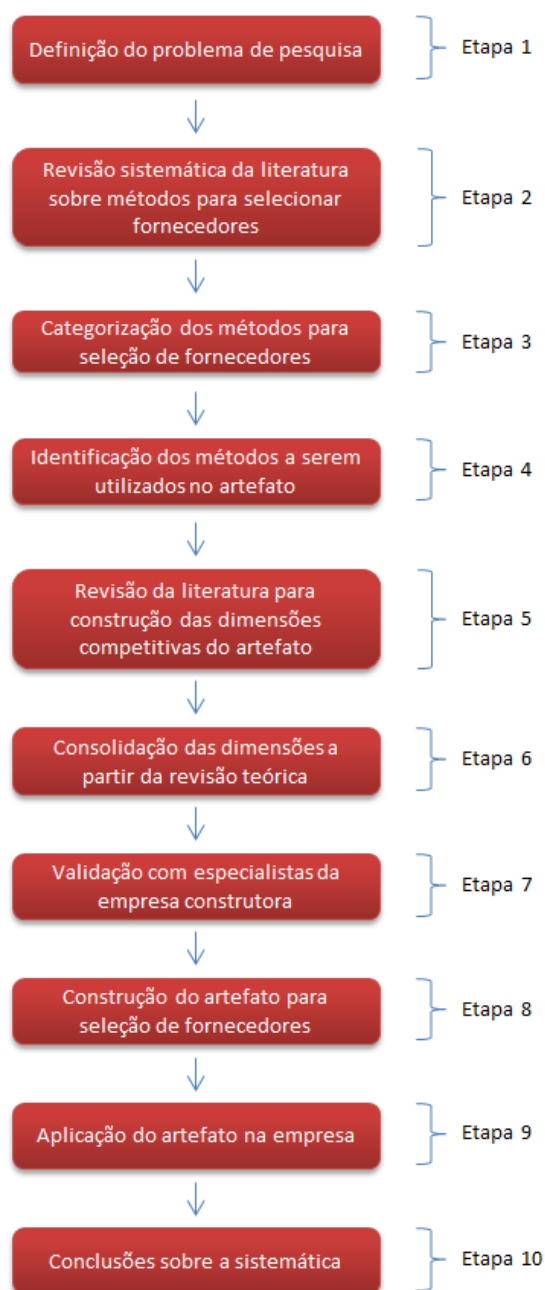 Definição do problema de pesquisa
Etapa 1
Revisão sistemática da literatura
sobre métodos para selecionar
fornecedores
Etapa 2
Categorização dos métodos para
seleção de fornecedores
Etapa 3
Identificação dos métodos a serem
utilizados no artefato
Etapa 4
Revisão da literatura para
construção das dimensões
competitivas do artefato
Etapa 5
Consolidação das dimensões a
partir da revisão teórica
Etapa 6
Validação com especialistas da
empresa construtora
Etapa 7
Construção do artefato para
seleção de fornecedores
Etapa 8
Aplicação do artefato na empresa
Etapa 9
Conclusões sobre a sistemática
Etapa 10